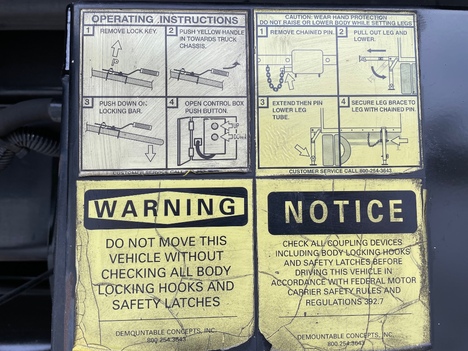 OPERATING INSTRUCTIONS
1 REMOVE LOCK KEY.
2 PUSH YELLOW HANDLE
IN TOWARDS TRUCK
CHASSIS.
3 PUSH DOWN ON
LOCKING BAR.
4 OPEN CONTROL BOX
PUSH BUTTON.
UP
CUSTOMER SERVICE CALL
CAUTION: WEAR HAND PROTECTION
DO NOT RAISE OR LOWER BODY WHILE SETTING LEGS
1 REMOVE CHAINED PIN.
2 PULL OUT LEG AND
LOWER.
3 EXTEND THEN PIN
LOWER LEG
TUBE.
4 SECURE LEG BRACE TO
LEG WITH CHAINED PIN.
CUSTOMER SERVICE CALL 800-254-3643
WARNING
DO NOT MOVE THIS
VEHICLE WITHOUT
CHECKING ALL BODY
LOCKING HOOKS AND
SAFETY LATCHES
DEMOUNTABLE CONCEPTS, INC.
800.254.3643
NOTICE
CHECK ALL COUPLING DEVICES
INCLUDING BODY LOCKING HOOKS
AND SAFETY LATCHES BEFORE
DRIVING THIS VEHICLE IN
ACCORDANCE WITH FEDERAL MOTOR
CARRIER SAFETY RULES AND
REGULATIONS 392.7
DEMOUNTABLE CONCEPTS, INC.
800.254.3643